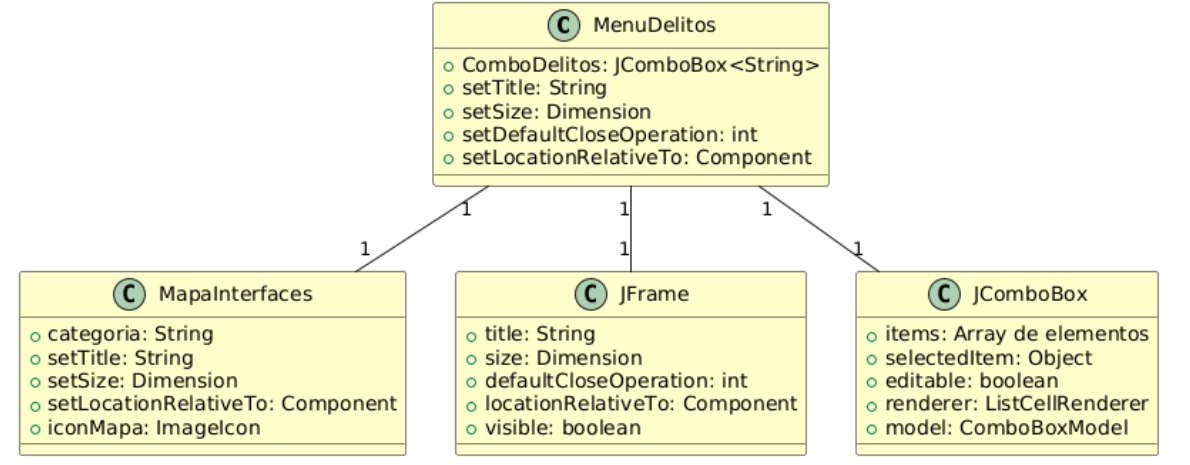 C MenuDelitos
ComboDelitos: JComboBox<String>
setTitle: String
setSize: Dimension
setDefaultCloseOperation: int
setLocationRelativeTo: Component
1 1 1
1 1 1
C MapaInterfaces
categoria: String
setTitle: String
setSize: Dimension
setLocationRelativeTo: Component
iconMapa: ImageIcon
C JFrame
title: String
size: Dimension
defaultCloseOperation: int
locationRelativeTo: Component
visible: boolean
C JComboBox
items: Array de elementos
selectedItem: Object
editable: boolean
renderer: ListCellRenderer
model: ComboBoxModel